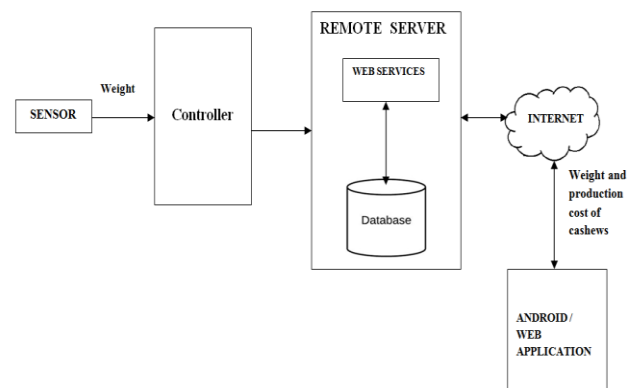 REMOTE SERVER
WEB SERVICES
Weight
SENSOR
Controller
INTERNET
Weight and
production
cost of
cashews
Database
ANDROID /
WEB
APPLICATION